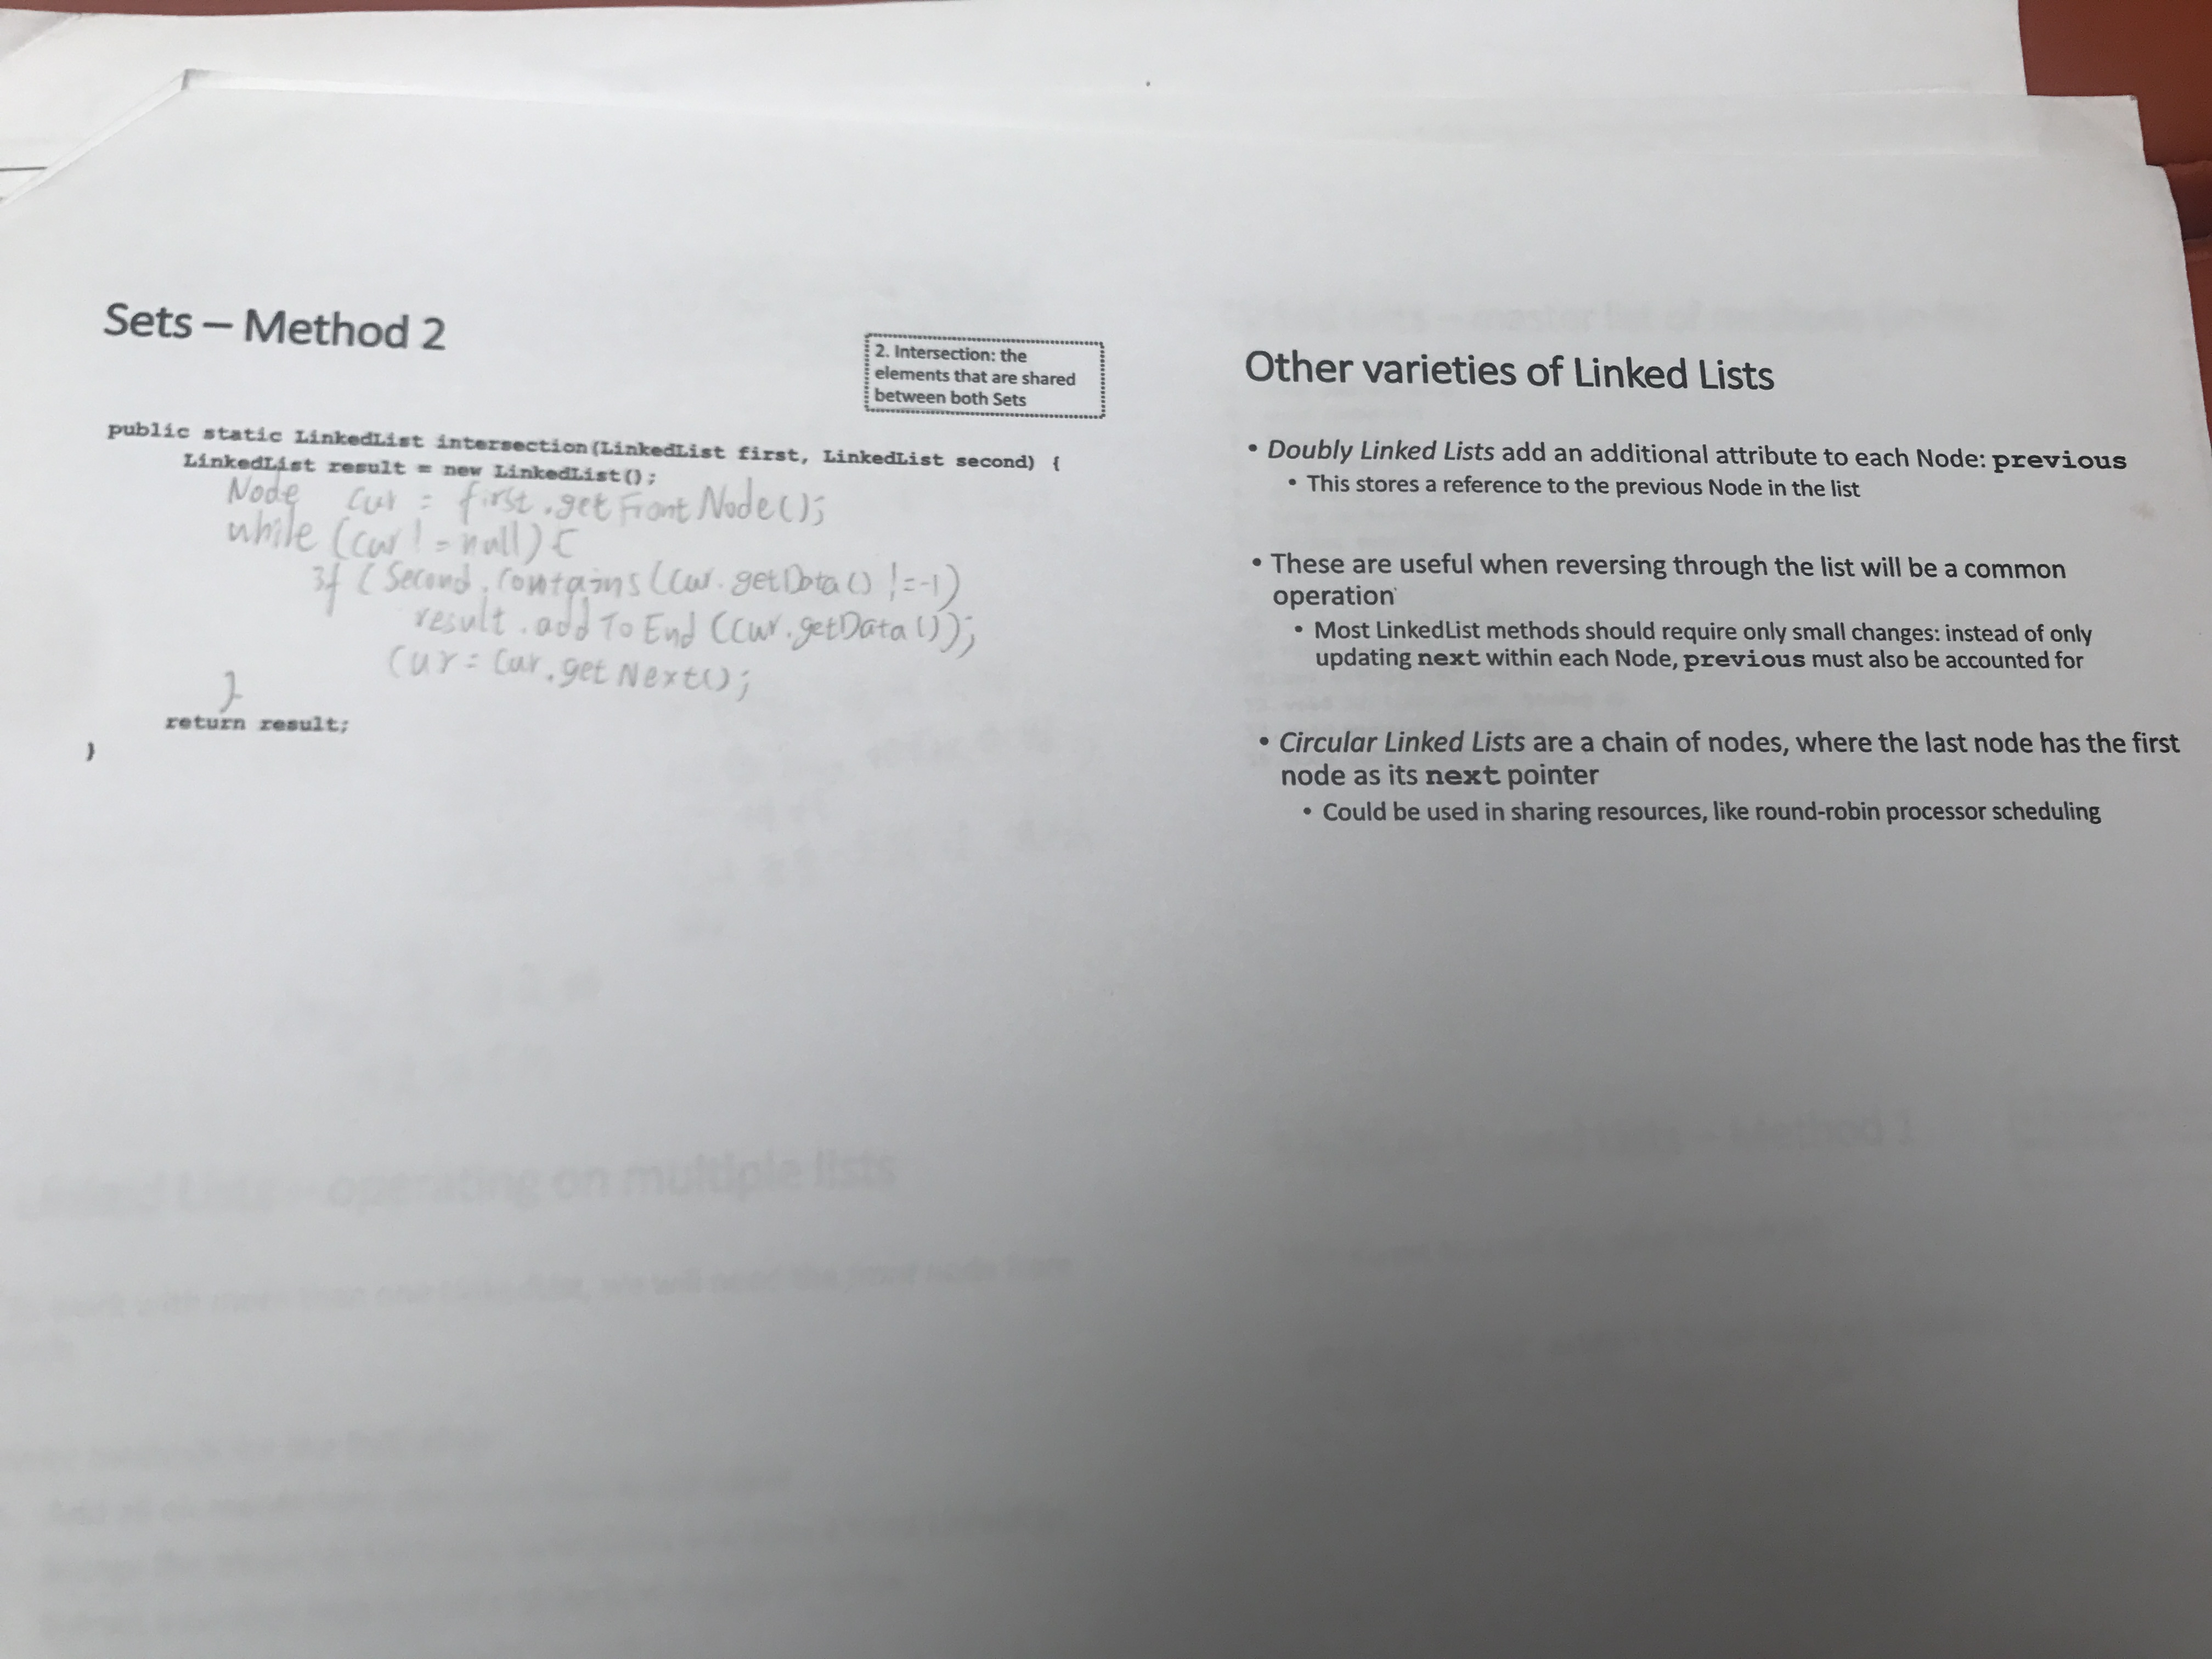 Sets – Method 2
2. Intersection: the
elements that are shared
between both Sets
public static LinkedList intersection(LinkedList first, LinkedList second) {
LinkedList result = new LinkedList();
Node cur = first.getFrontNode();
while (cur != null) {
If (second.contains(cur.getData() != -1)
result.addToEnd(cur.getData());
cur = cur.getNext();
}
return result;
}
Other varieties of Linked Lists
• Doubly Linked Lists add an additional attribute to each Node: previous
• This stores a reference to the previous Node in the list
• These are useful when reversing through the list will be a common
operation
• Most LinkedList methods should require only small changes: instead of only
updating next within each Node, previous must also be accounted for
• Circular Linked Lists are a chain of nodes, where the last node has the first
node as its next pointer
• Could be used in sharing resources, like round-robin processor scheduling